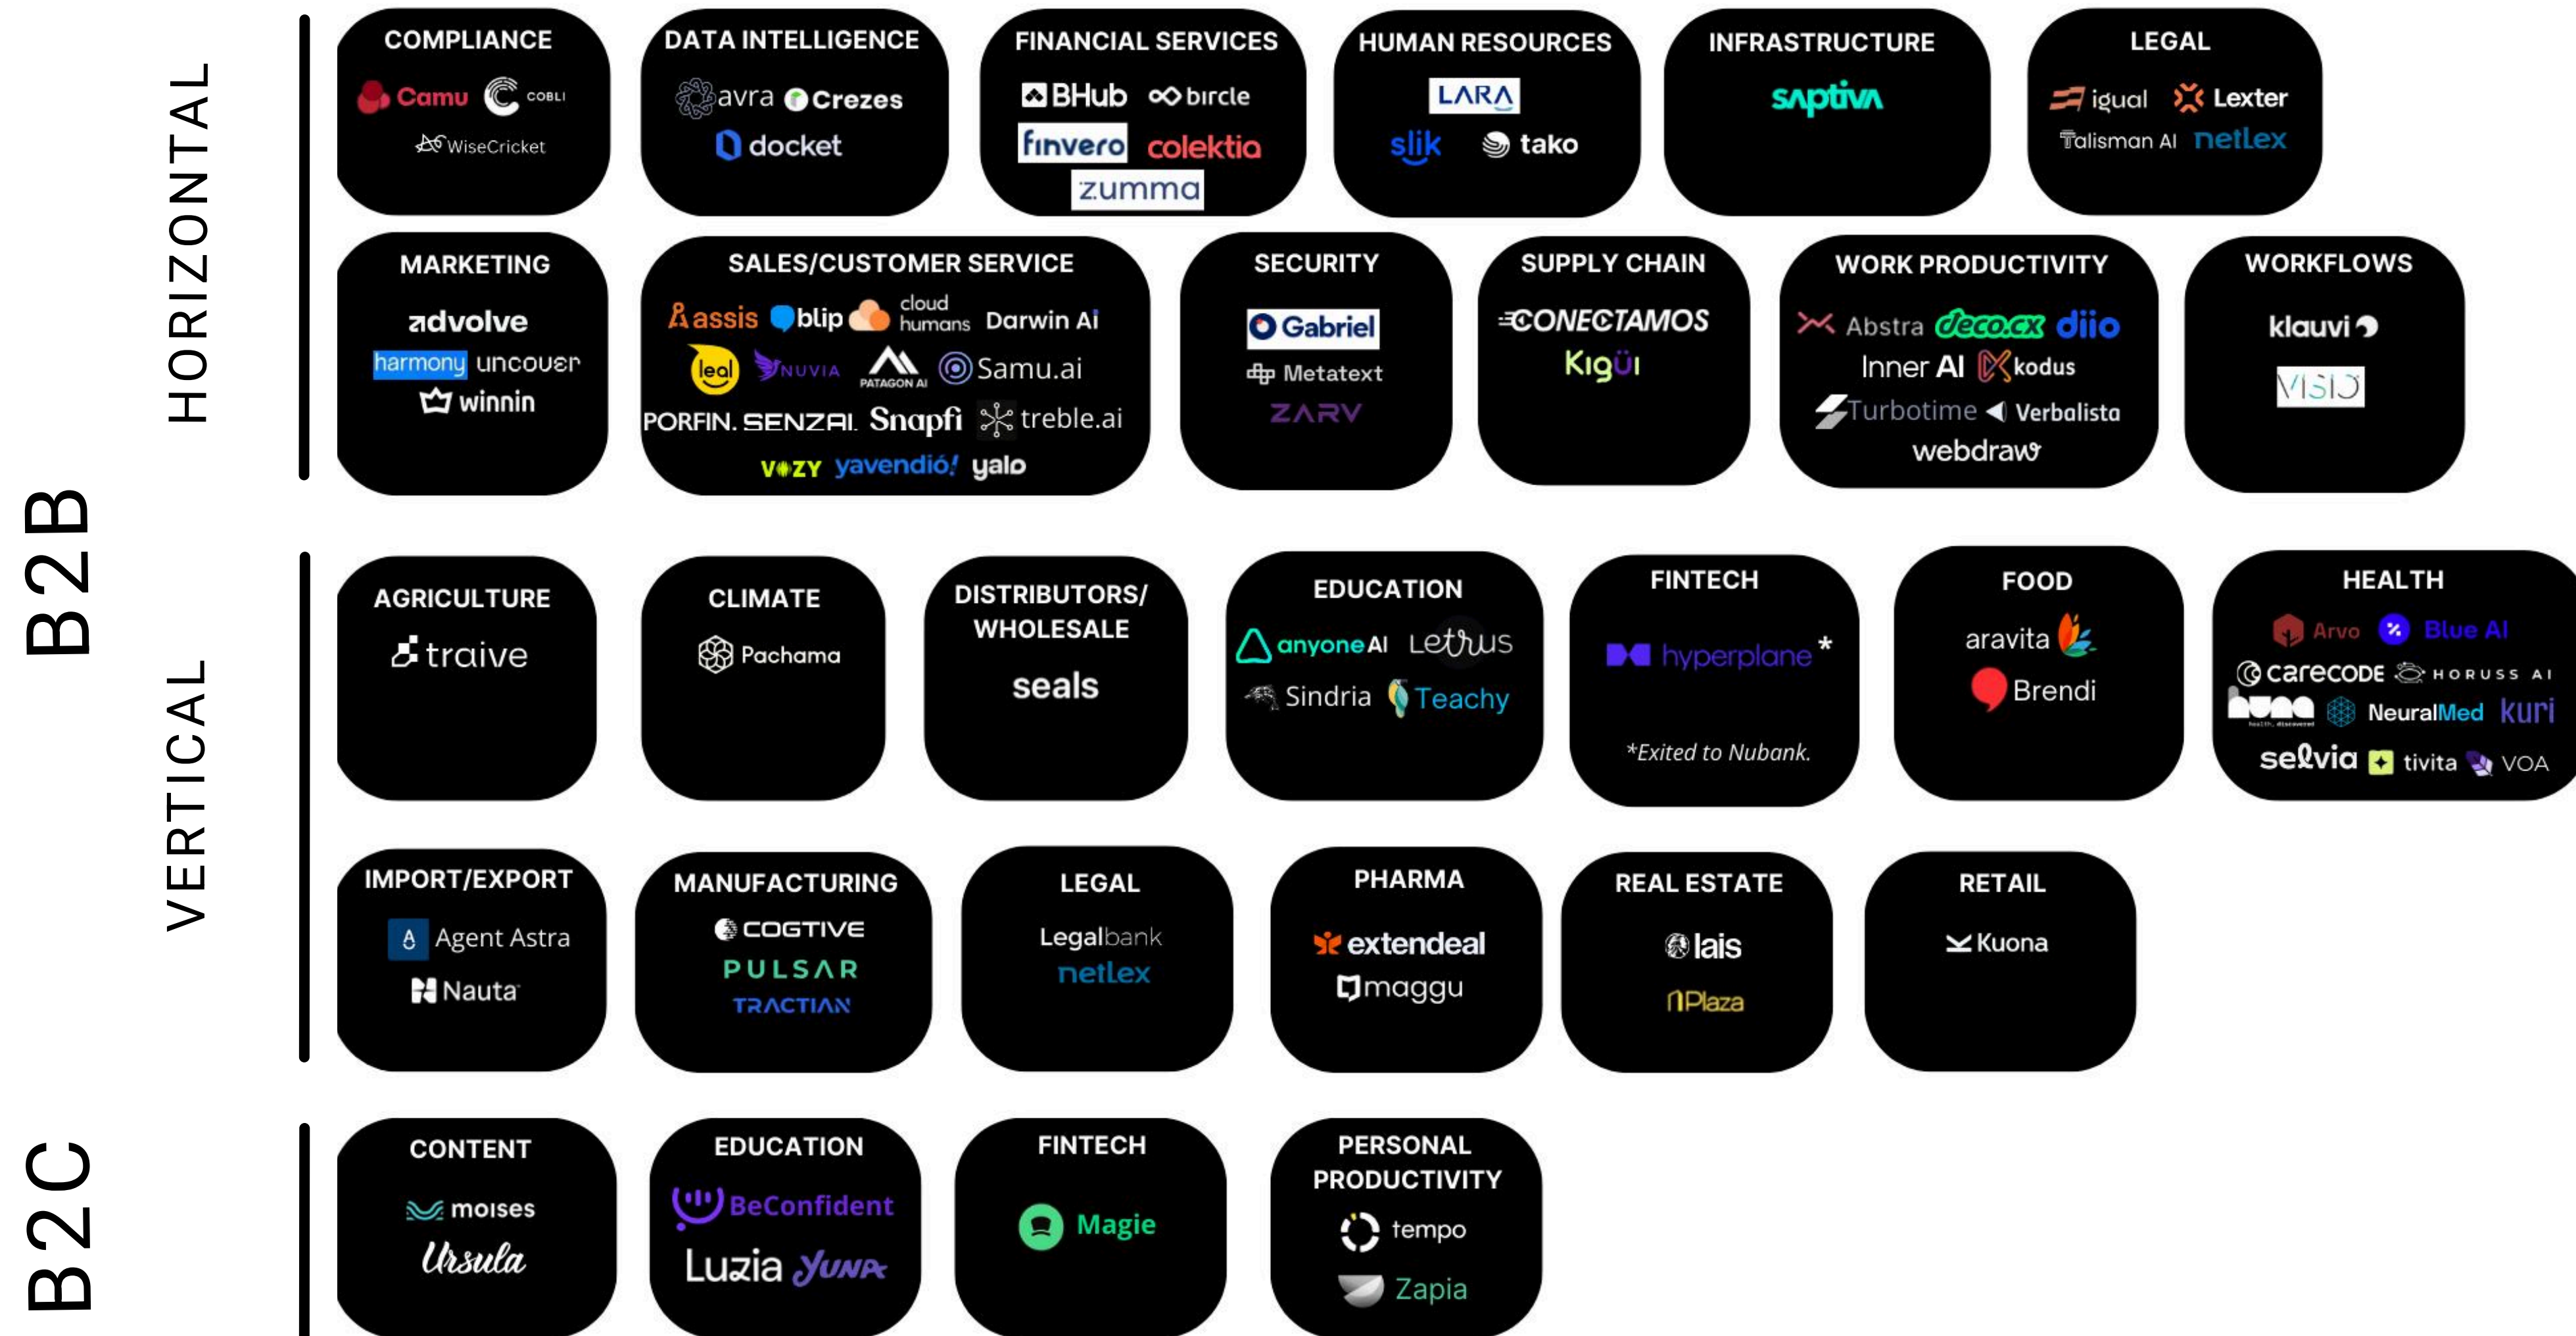 B2B
HORIZONTAL
COMPLIANCE
Camu COBLI
WiseCricket
DATA INTELLIGENCE
avra Crezes
docket
FINANCIAL SERVICES
BHub bircle
finvero colektia
zumma
HUMAN RESOURCES
LARA
slik tako
INFRASTRUCTURE
saptiva
LEGAL
igual Lexter
Talisman AI netlex
MARKETING
advolve
harmony uncover
winnin
SALES/CUSTOMER SERVICE
assis blip cloud humans Darwin Ai
leal NUVIA PATAGON AI Samu.ai
PORFIN. SENZAI. Snapfi treble.ai
VOZY yavendió! yalo
SECURITY
Gabriel
Metatext
ZARV
SUPPLY CHAIN
CONECTAMOS
Kigüi
WORK PRODUCTIVITY
Abstra deco.cx diio
Inner AI kodus
Turbotime Verbalista
webdraw
WORKFLOWS
klauvi
VISIO
VERTICAL
AGRICULTURE
traive
CLIMATE
Pachama
DISTRIBUTORS/
WHOLESALE
seals
EDUCATION
anyone AI Letrus
Sindria Teachy
FINTECH
hyperplane*
*Exited to Nubank.
FOOD
aravita
Brendi
HEALTH
Arvo Blue AI
CARECODE HORUSS AI
huna health, discovered NeuralMed kuri
selvia tivita VOA
IMPORT/EXPORT
Agent Astra
Nauta
MANUFACTURING
COGTIVE
PULSAR
TRACTIAN
LEGAL
Legalbank
netlex
PHARMA
extendeal
maggu
REAL ESTATE
lais
Plaza
RETAIL
Kuona
B2C
CONTENT
moises
Ursula
EDUCATION
BeConfident
Luzia YUNA
FINTECH
Magie
PERSONAL
PRODUCTIVITY
tempo
Zapia